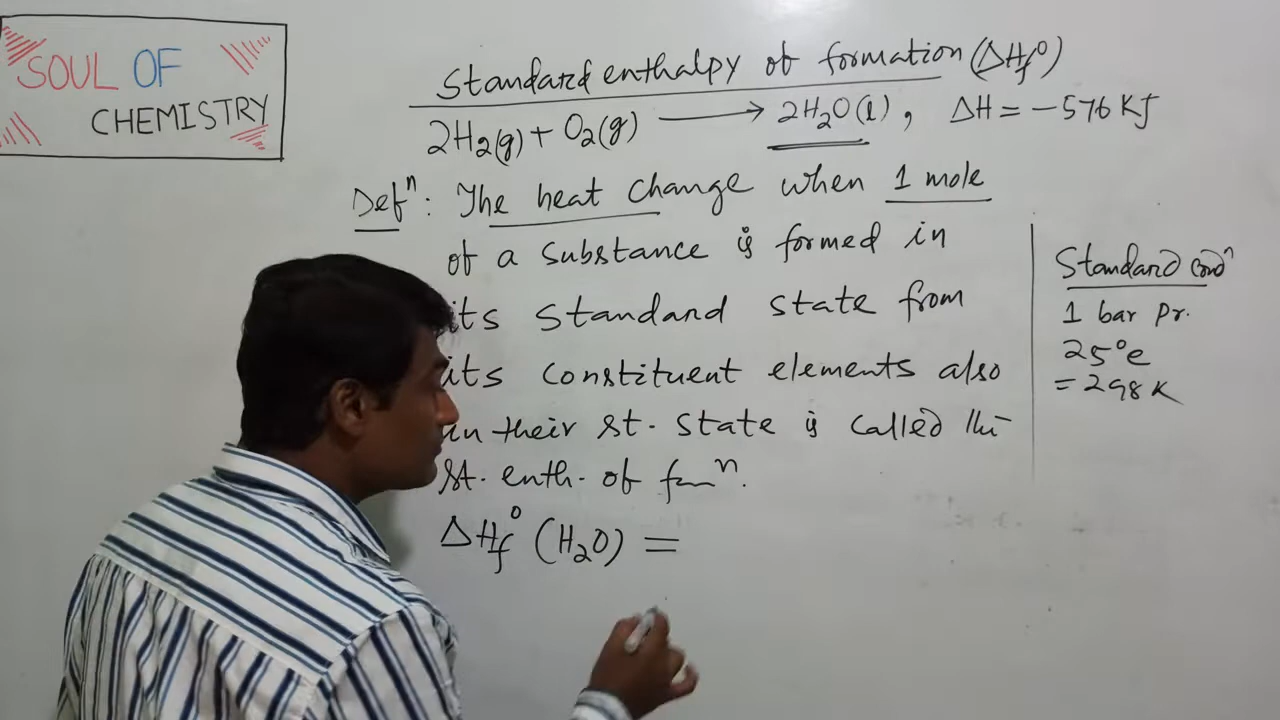 SOUL OF
CHEMISTRY
Standard enthalpy of formation (ΔHf⁰)
2H₂(g) + O₂(g) ⟶ 2H₂O(l), ΔH = -576 KJ
Defⁿ: The heat change when 1 mole
of a substance is formed in
its standard state from
its constituent elements also
in their st. state is called the
st. enth. of fmⁿ.
ΔHf⁰ (H₂O) =
Standard condⁿ
1 bar Pr.
25°C
= 298 K